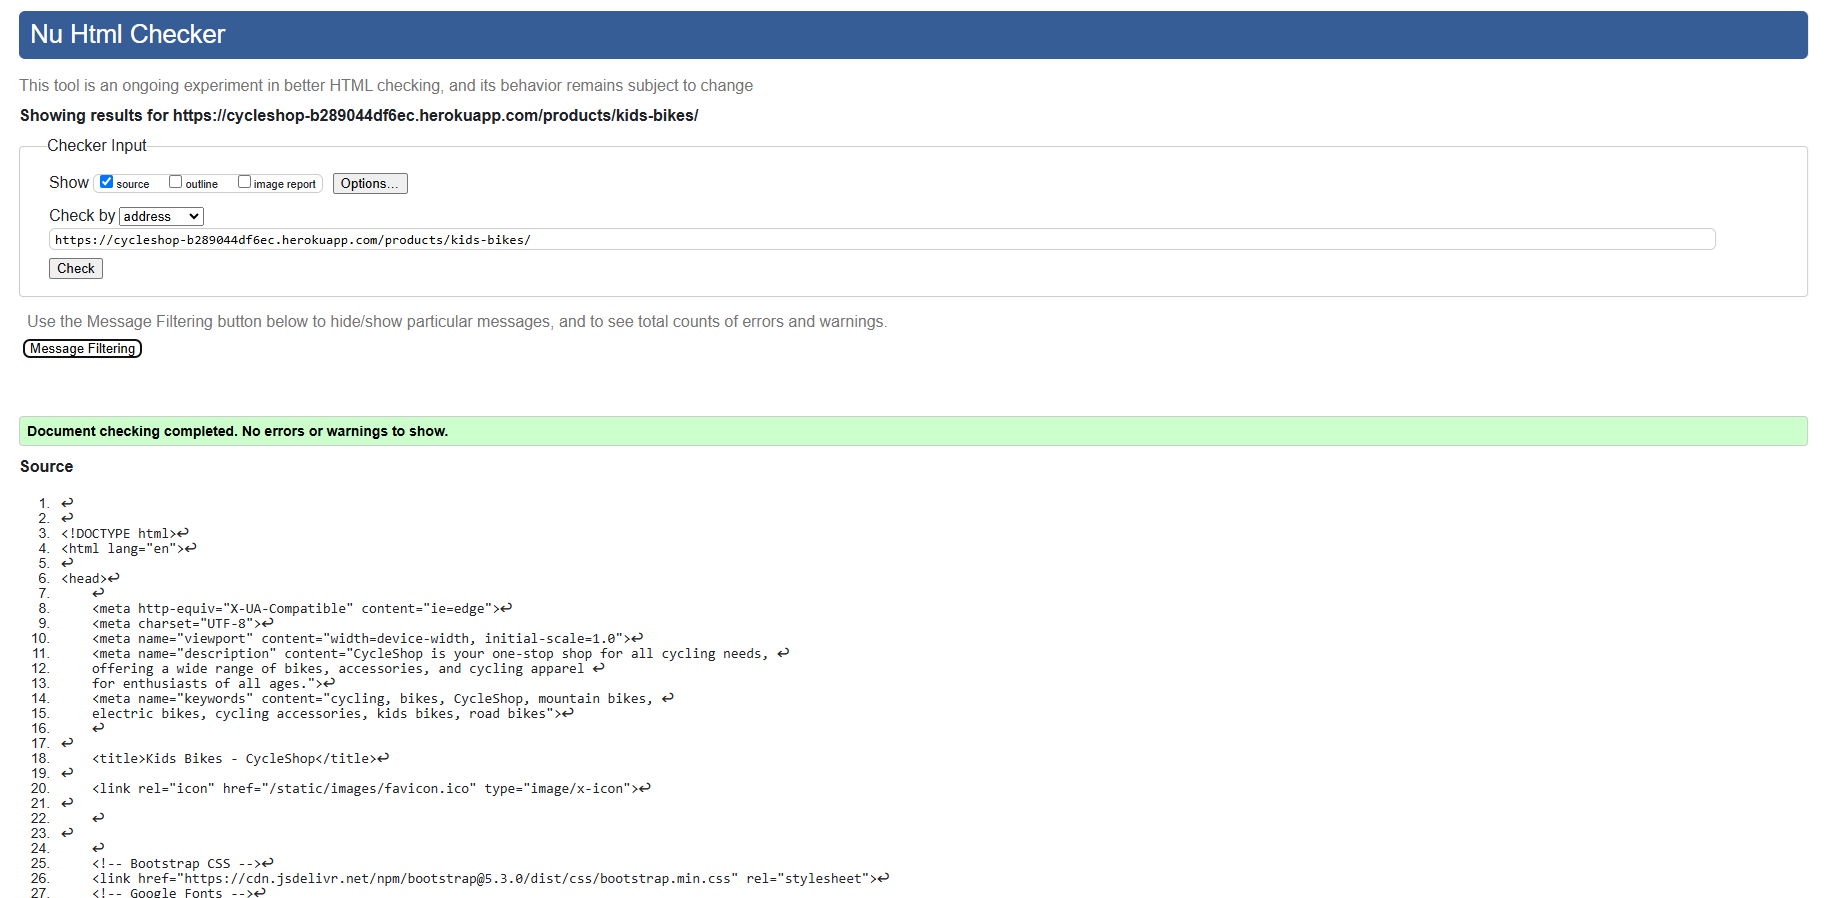 Nu Html Checker
This tool is an ongoing experiment in better HTML checking, and its behavior remains subject to change
Showing results for https://cycleshop-b289044df6ec.herokuapp.com/products/kids-bikes/
Checker Input
Show source outline image report Options...
Check by address
https://cycleshop-b289044df6ec.herokuapp.com/products/kids-bikes/
Check
Use the Message Filtering button below to hide/show particular messages, and to see total counts of errors and warnings.
Message Filtering
Document checking completed. No errors or warnings to show.
Source
1. ↩
2. ↩
3. <!DOCTYPE html>↩
4. <html lang="en">↩
5. ↩
6. <head>↩
7. ↩
8. <meta http-equiv="X-UA-Compatible" content="ie=edge">↩
9. <meta charset="UTF-8">↩
10. <meta name="viewport" content="width=device-width, initial-scale=1.0">↩
11. <meta name="description" content="CycleShop is your one-stop shop for all cycling needs, ↩
12. offering a wide range of bikes, accessories, and cycling apparel ↩
13. for enthusiasts of all ages.">↩
14. <meta name="keywords" content="cycling, bikes, CycleShop, mountain bikes, ↩
15. electric bikes, cycling accessories, kids bikes, road bikes">↩
16. ↩
17. ↩
18. <title>Kids Bikes - CycleShop</title>↩
19. ↩
20. <link rel="icon" href="/static/images/favicon.ico" type="image/x-icon">↩
21. ↩
22. ↩
23. ↩
24. ↩
25. <!-- Bootstrap CSS -->↩
26. <link href="https://cdn.jsdelivr.net/npm/bootstrap@5.3.0/dist/css/bootstrap.min.css" rel="stylesheet">↩
27. <!-- Google Fonts -->↩